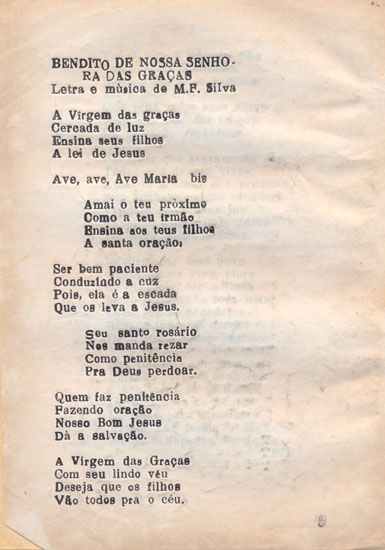 BENDITO DE NOSSA SENHO-
RA DAS GRAÇAS
Letra e mùsica de M.F. Silva
A Virgem das graças
Cercada de luz
Ensina seus filhos
A lei de Jesus
Ave, ave, Ave Maria bis
Amai o teu pròximo
Como a teu irmão
Ensina aos teus filhos
A santa oração;
Ser bem paciente
Conduzindo a cuz
Pois, ela é a escada
Que os leva a Jesus.
Seu santo rosário
Nos manda rezar
Como penitência
Pra Deus perdoar.
Quem faz penitência
Fazendo oração
Nosso Bom Jesus
Dà a salvação.
A Virgem das Graças
Com seu lindo véu
Deseja que os filhos
Vão todos pra o céu.